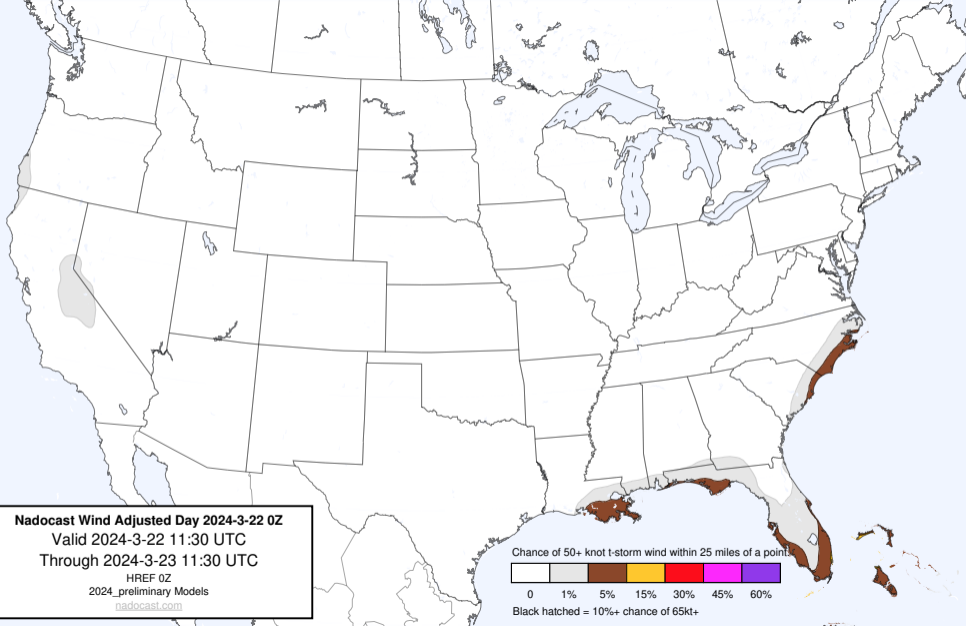 Nadocast Wind Adjusted Day 2024-3-22 0Z
Valid 2024-3-22 11:30 UTC
Through 2024-3-23 11:30 UTC
HREF 0Z
2024_preliminary Models
nadocast.com
Chance of 50+ knot t-storm wind within 25 miles of a point.
0 1% 5% 15% 30% 45% 60%
Black hatched = 10%+ chance of 65kt+